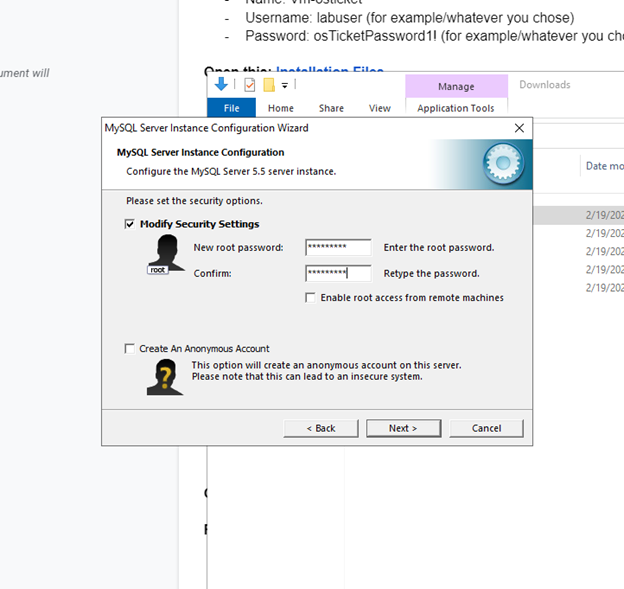 Name: Vm-osticket
- Username: labuser (for example/whatever you chose)
- Password: osTicketPassword1! (for example/whatever you cho
ument will
Open this: Installation Files
Manage
Downloads
File Home Share View Application Tools
MySQL Server Instance Configuration Wizard
MySQL Server Instance Configuration
Configure the MySQL Server 5.5 server instance.
Date mo
Please set the security options.
Modify Security Settings
New root password: ********* Enter the root password.
root
Confirm: ********* Retype the password.
Enable root access from remote machines
2/19/202
2/19/202
2/19/202
2/19/202
2/19/202
Create An Anonymous Account
This option will create an anonymous account on this server.
Please note that this can lead to an insecure system.
?
< Back Next > Cancel